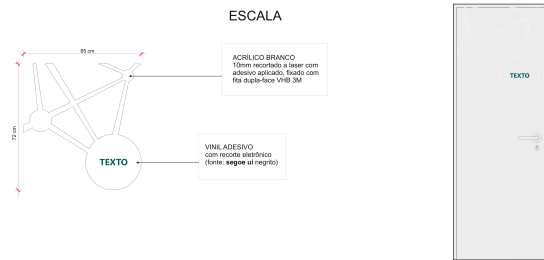 ESCALA
65 cm
ACRÍLICO BRANCO
10mm recortado a laser com
adesivo aplicado, fixado com
fita dupla-face VHB 3M
TEXTO
72 cm
VINIL ADESIVO
com recorte eletrônico
(fonte: segoe ui negrito)
TEXTO